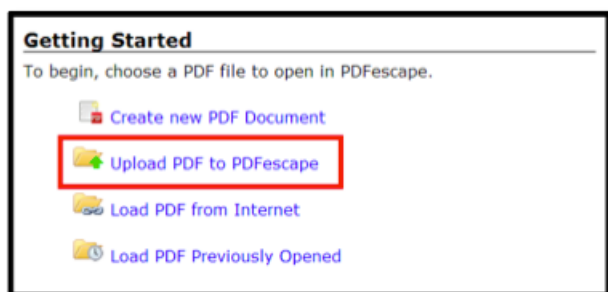 Getting Started
To begin, choose a PDF file to open in PDFescape.
Create new PDF Document
Upload PDF to PDFescape
Load PDF from Internet
Load PDF Previously Opened